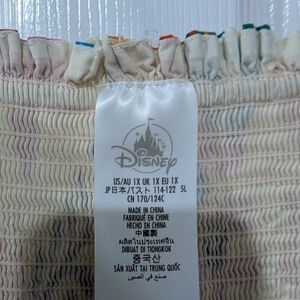 Disney
US/AU 1X UK 1X EU 1X
JP 日本バスト 114-122 5L
CN 170/124C
MADE IN CHINA
FABRIQUÉ EN CHINE
HECHO EN CHINA
中國製
ผลิตในประเทศจีน
DIBUAT DI TIONGKOK
중국산
SẢN XUẤT TẠI TRUNG QUỐC
صنع في الصين